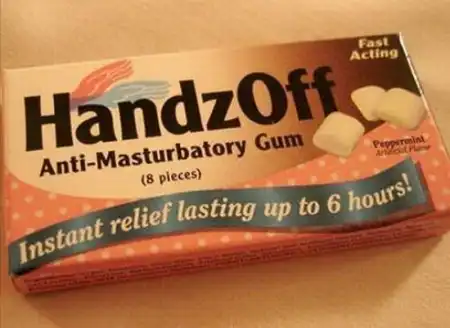 Fast
Acting
HandzOff
Anti-Masturbatory Gum
(8 pieces)
Peppermint
Artificial Flavor
Instant relief lasting up to 6 hours!